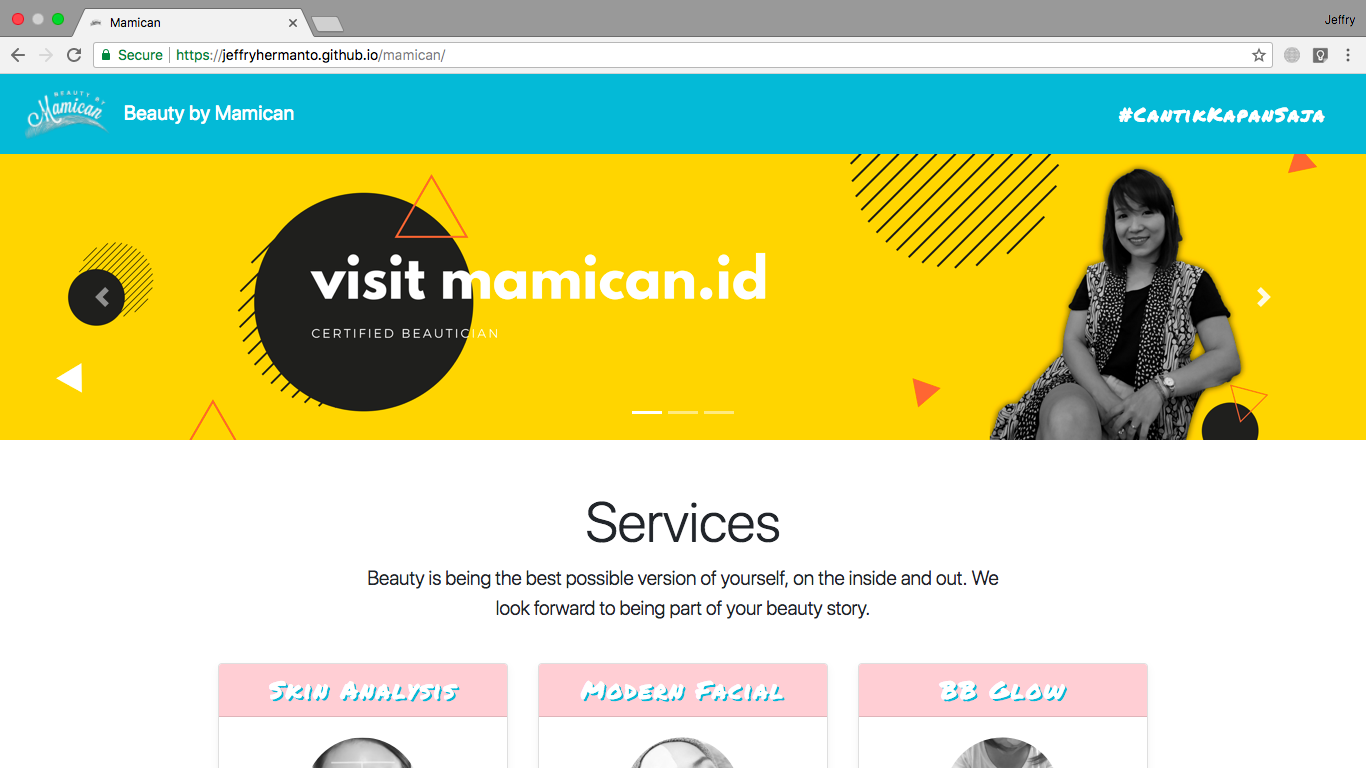 Mamican
Jeffry
Secure
https://jeffryhermanto.github.io/mamican/
BEAUTY BY
Mamican
Beauty by Mamican
#CantikKapanSaja
visit mamican.id
CERTIFIED BEAUTICIAN
Services
Beauty is being the best possible version of yourself, on the inside and out. We
look forward to being part of your beauty story.
Skin Analysis
Modern Facial
BB Glow